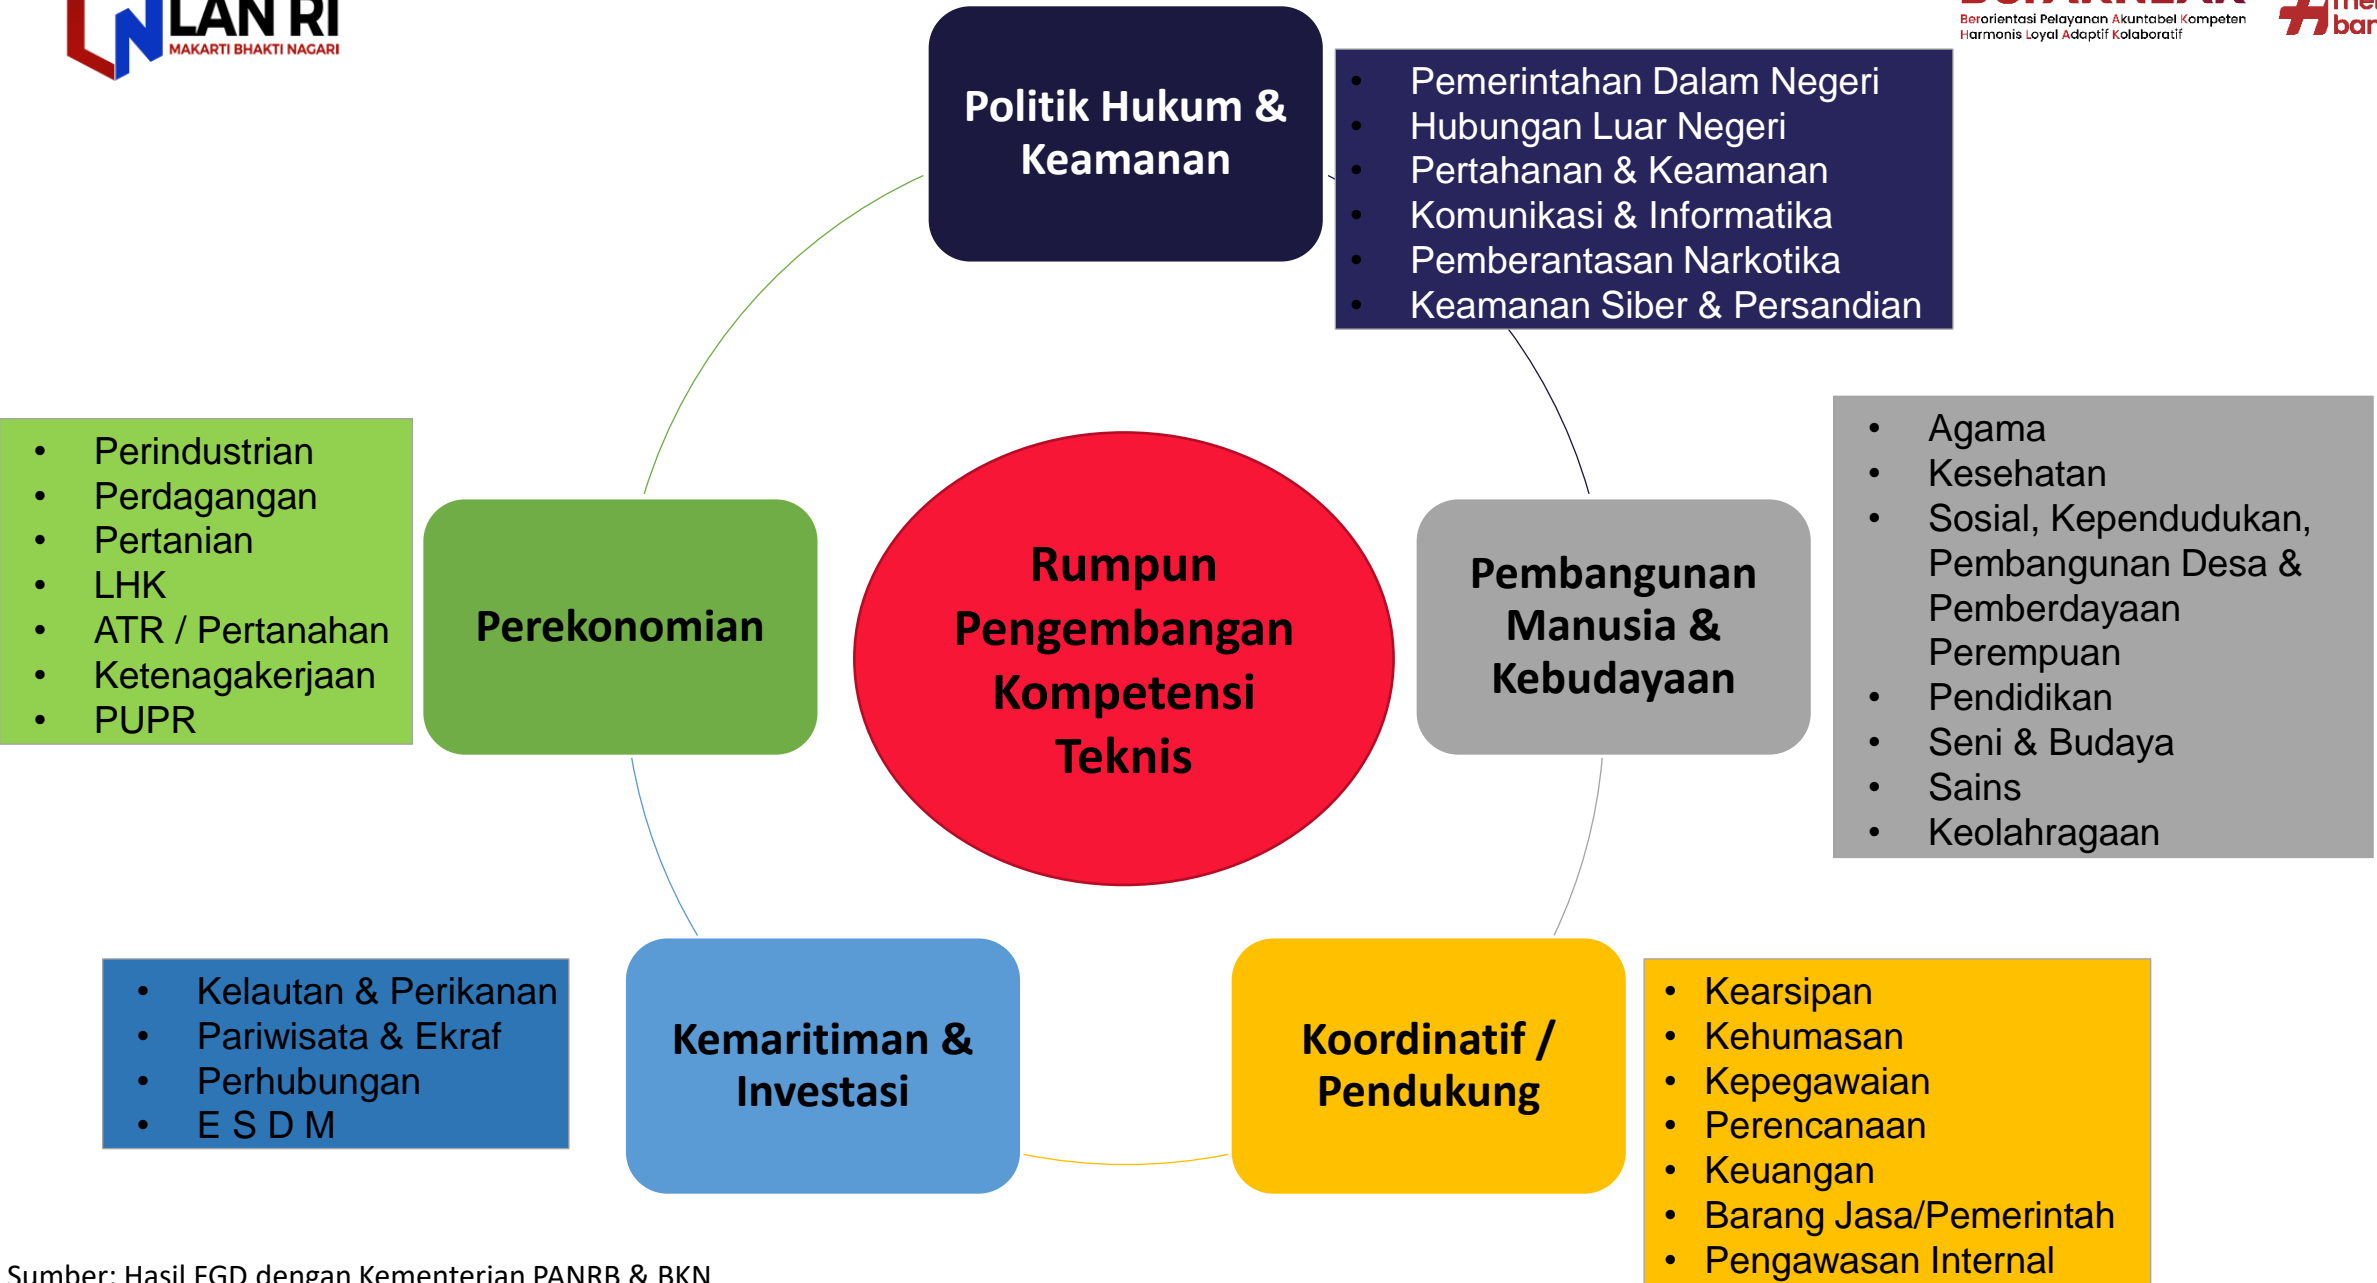 LAN RI
MAKARTI BHAKTI NAGARI
Berorientasi Pelayanan Akuntabel Kompeten
Harmonis Loyal Adaptif Kolaboratif
Politik Hukum &
Keamanan
• Pemerintahan Dalam Negeri
• Hubungan Luar Negeri
• Pertahanan & Keamanan
• Komunikasi & Informatika
• Pemberantasan Narkotika
• Keamanan Siber & Persandian
• Perindustrian
• Perdagangan
• Pertanian
• LHK
• ATR / Pertanahan
• Ketenagakerjaan
• PUPR
Perekonomian
Rumpun
Pengembangan
Kompetensi
Teknis
Pembangunan
Manusia &
Kebudayaan
• Agama
• Kesehatan
• Sosial, Kependudukan,
Pembangunan Desa &
Pemberdayaan
Perempuan
• Pendidikan
• Seni & Budaya
• Sains
• Keolahragaan
• Kelautan & Perikanan
• Pariwisata & Ekraf
• Perhubungan
• E S D M
Kemaritiman &
Investasi
Koordinatif /
Pendukung
• Kearsipan
• Kehumasan
• Kepegawaian
• Perencanaan
• Keuangan
• Barang Jasa/Pemerintah
• Pengawasan Internal
Sumber: Hasil FGD dengan Kementerian PANRB & BKN